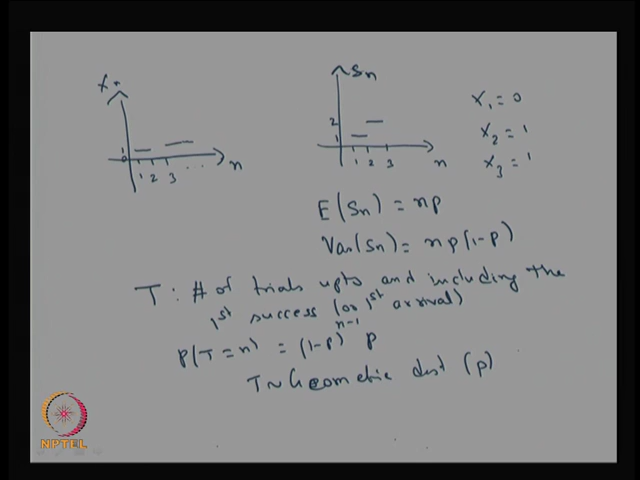 Xn
1
0
1 2 3 . . .
n
Sn
2
1
1 2 3
n
X1 = 0
X2 = 1
X3 = 1
E(Sn) = np
Var(Sn) = np(1-p)
T : # of trials upto and including the
1st success (or 1st arrival)
P(T = n) = (1-p)^(n-1) p
T ~ Geometric dist (p)
NPTEL